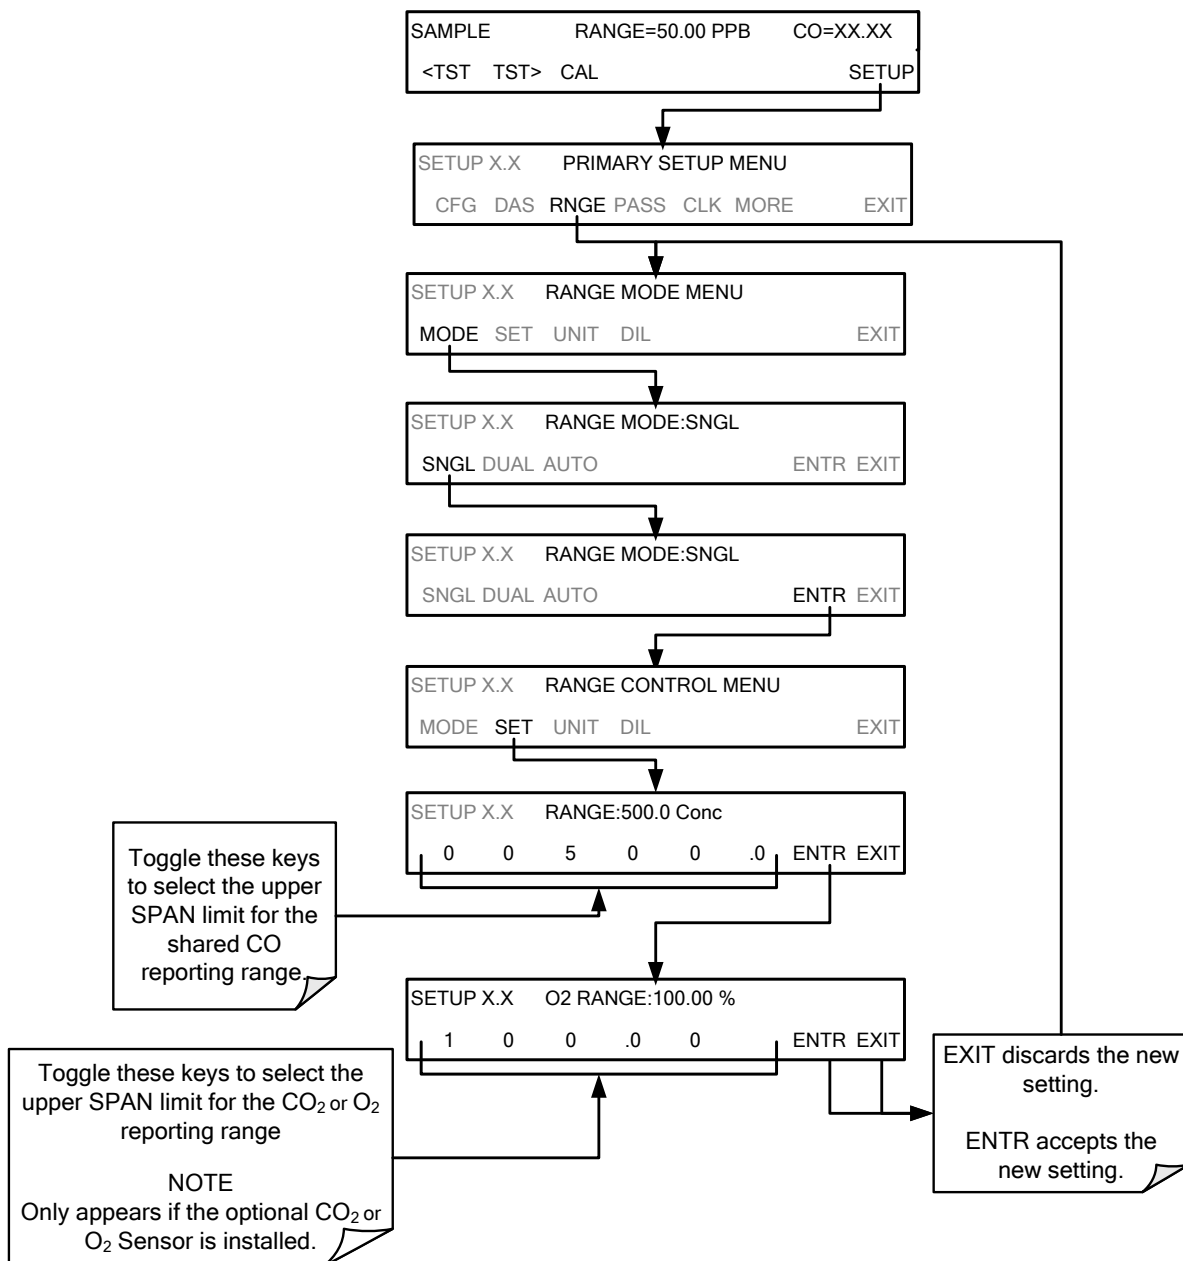 SAMPLE RANGE=50.00 PPB CO=XX.XX
<TST TST> CAL SETUP
SETUP X.X PRIMARY SETUP MENU
CFG DAS RNGE PASS CLK MORE EXIT
SETUP X.X RANGE MODE MENU
MODE SET UNIT DIL EXIT
SETUP X.X RANGE MODE:SNGL
SNGL DUAL AUTO ENTR EXIT
SETUP X.X RANGE MODE:SNGL
SNGL DUAL AUTO ENTR EXIT
SETUP X.X RANGE CONTROL MENU
MODE SET UNIT DIL EXIT
SETUP X.X RANGE:500.0 Conc
0 0 5 0 0 .0 ENTR EXIT
Toggle these keys
to select the upper
SPAN limit for the
shared CO
reporting range.
SETUP X.X O2 RANGE:100.00 %
1 0 0 .0 0 ENTR EXIT
Toggle these keys to select the
upper SPAN limit for the CO₂ or O₂
reporting range
NOTE
Only appears if the optional CO₂ or
O₂ Sensor is installed.
EXIT discards the new
setting.
ENTR accepts the
new setting.